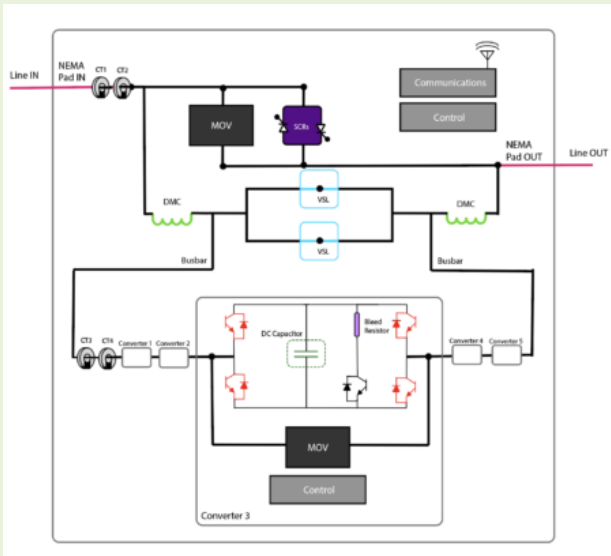 Line IN
NEMA
Pad IN
CT1
CT2
Communications
Control
MOV
SCRs
NEMA
Pad OUT
Line OUT
DMC
VSL
DMC
VSL
Busbar
Busbar
CT3
CT4
Converter 1
Converter 2
DC Capacitor
Bleed
Resistor
Converter 4
Converter 5
MOV
Control
Converter 3